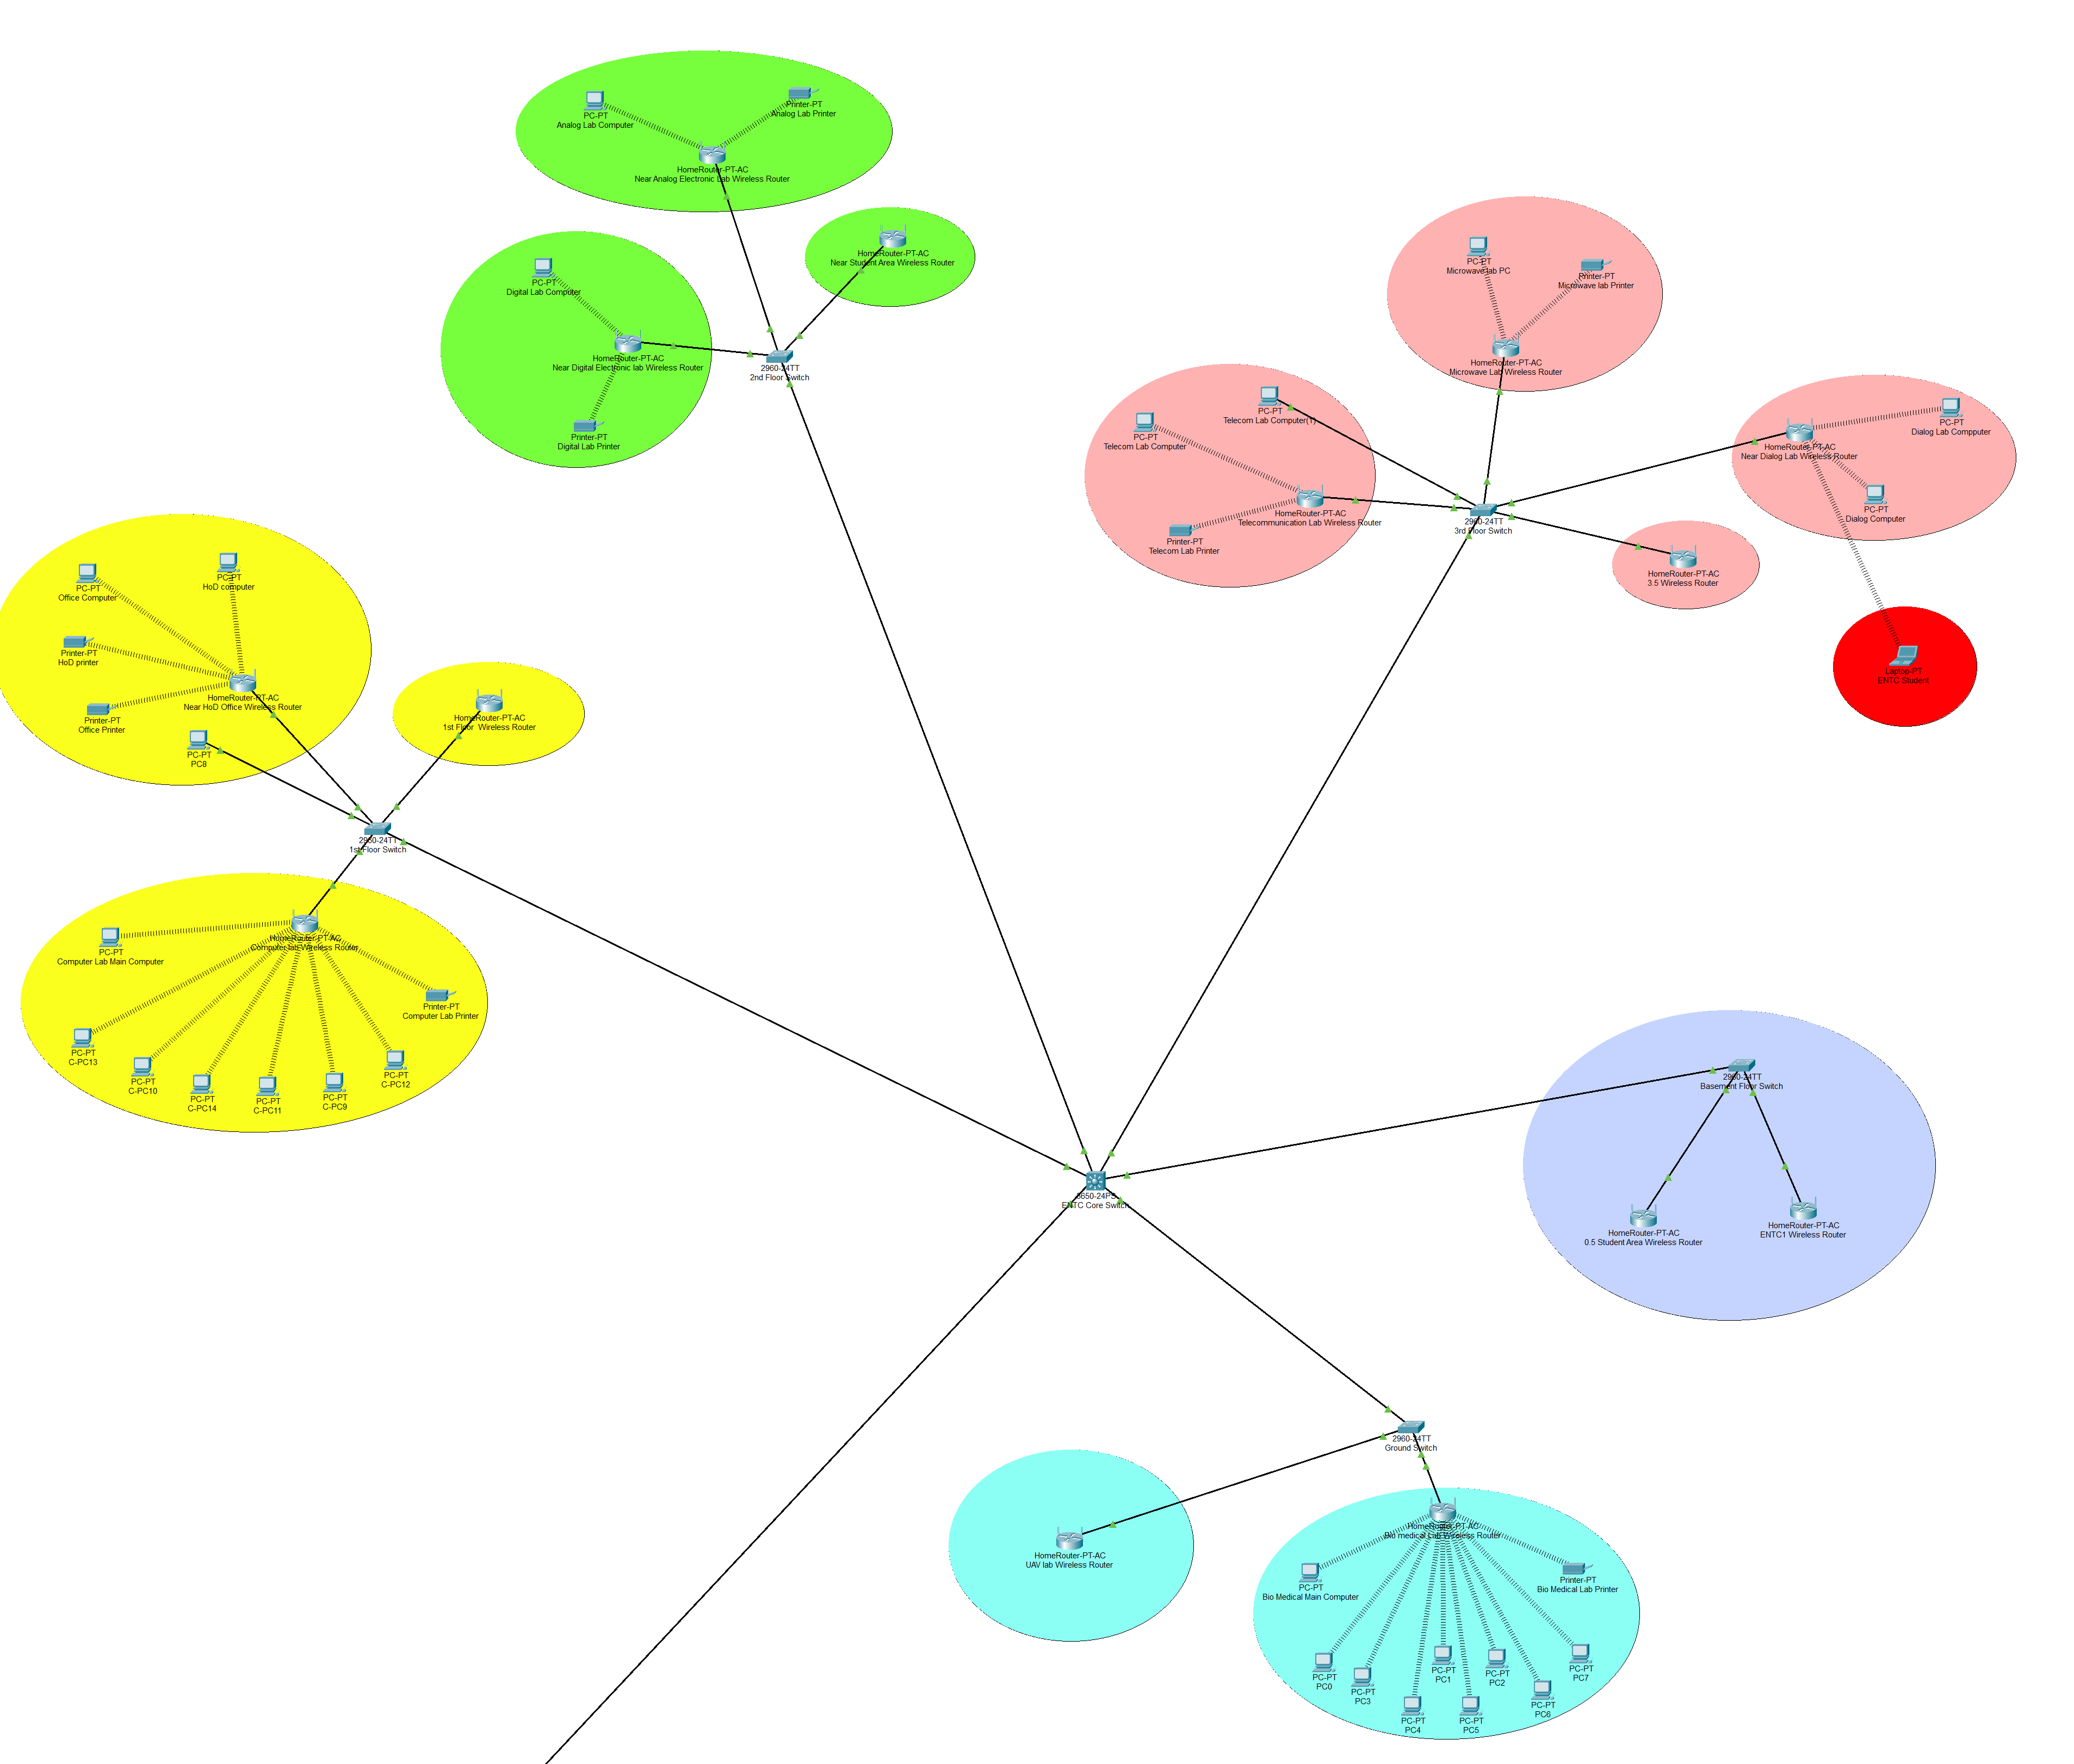 PC-PT
Analog Lab Computer
Printer-PT
Analog Lab Printer
HomeRouter-PT-AC
Near Analog Electronic Lab Wireless Router
HomeRouter-PT-AC
Near Student Area Wireless Router
PC-PT
Digital Lab Computer
HomeRouter-PT-AC
Near Digital Electronic lab Wireless Router
Printer-PT
Digital Lab Printer
2960-24TT
2nd Floor Switch
PC-PT
Microwave lab PC
Printer-PT
Microwave lab Printer
HomeRouter-PT-AC
Microwave Lab Wireless Router
PC-PT
Telecom Lab Computer(1)
PC-PT
Telecom Lab Computer
HomeRouter-PT-AC
Telecommunication Lab Wireless Router
Printer-PT
Telecom Lab Printer
2960-24TT
3rd Floor Switch
PC-PT
Dialog Lab Compputer
HomeRouter-PT-AC
Near Dialog Lab Wireless Router
PC-PT
Dialog Computer
HomeRouter-PT-AC
3.5 Wireless Router
Laptop-PT
ENTC Student
PC-PT
HoD computer
PC-PT
Office Computer
Printer-PT
HoD printer
HomeRouter-PT-AC
Near HoD Office Wireless Router
Printer-PT
Office Printer
PC-PT
PC8
HomeRouter-PT-AC
1st Floor Wireless Router
2960-24TT
1st Floor Switch
HomeRouter-PT-AC
Computer lab Wireless Router
PC-PT
Computer Lab Main Computer
Printer-PT
Computer Lab Printer
PC-PT
C-PC13
PC-PT
C-PC10
PC-PT
C-PC14
PC-PT
C-PC11
PC-PT
C-PC9
PC-PT
C-PC12
3650-24PS
ENTC Core Switch
2960-24TT
Basement Floor Switch
HomeRouter-PT-AC
0.5 Student Area Wireless Router
HomeRouter-PT-AC
ENTC1 Wireless Router
2960-24TT
Ground Switch
HomeRouter-PT-AC
UAV lab Wireless Router
HomeRouter-PT-AC
Bio medical Lab Wireless Router
PC-PT
Bio Medical Main Computer
Printer-PT
Bio Medical Lab Printer
PC-PT
PC0
PC-PT
PC3
PC-PT
PC4
PC-PT
PC1
PC-PT
PC5
PC-PT
PC2
PC-PT
PC6
PC-PT
PC7